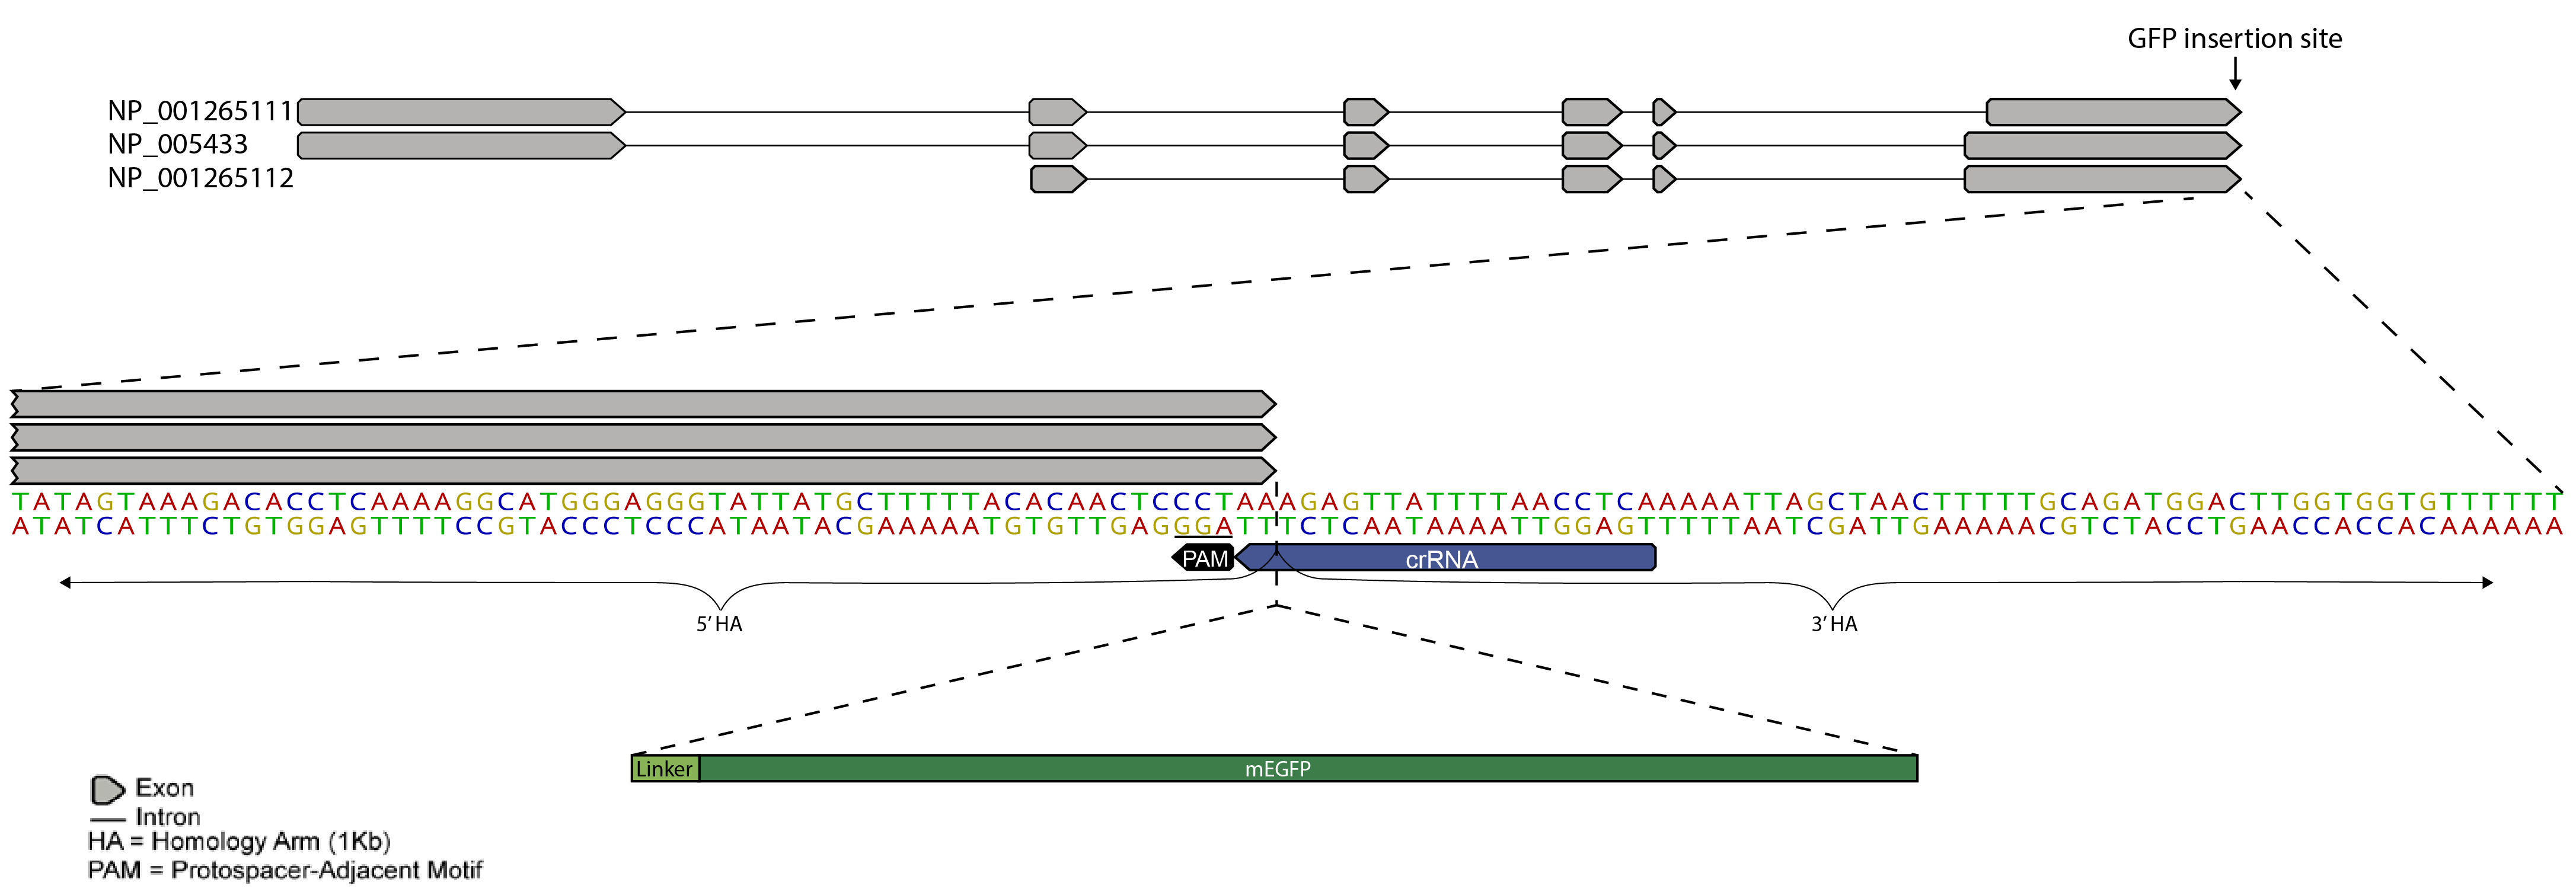 GFP insertion site
NP_001265111
NP_005433
NP_001265112
TATAGTAAAGACACCTCAAAAGGCATGGGAGGGTATTATGCTTTTTACACAACTCCCTAAAGAGTTATTTTAACCTCAAAAATTAGCTAACTTTTTGCAGATGGACTTGGTGGTGTTTTTT
ATATCATTTCTGTGGAGTTTTCCGTACCCTCCCATAATACGAAAAATGTGTTGAGGGATTTCTCAATAAAATTGGAGTTTTTAATCGATTGAAAAACGTCTACCTGAACCACCACAAAAAA
PAM crRNA
5’ HA 3’ HA
Linker mEGFP
Exon
Intron
HA = Homology Arm (1Kb)
PAM = Protospacer-Adjacent Motif